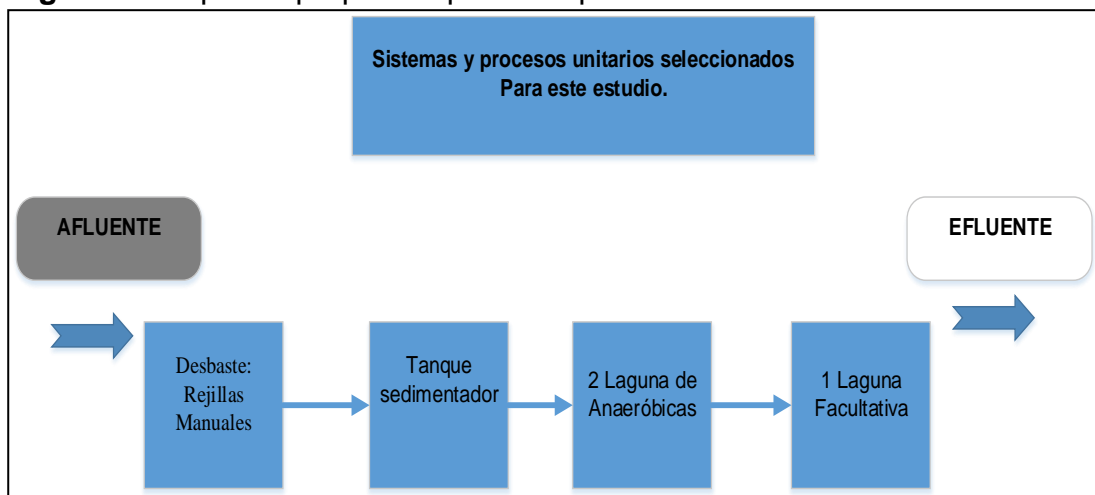 Sistemas y procesos unitarios seleccionados
Para este estudio.
AFLUENTE
EFLUENTE
Desbaste:
Rejillas
Manuales
Tanque
sedimentador
2 Laguna de
Anaeróbicas
1 Laguna
Facultativa